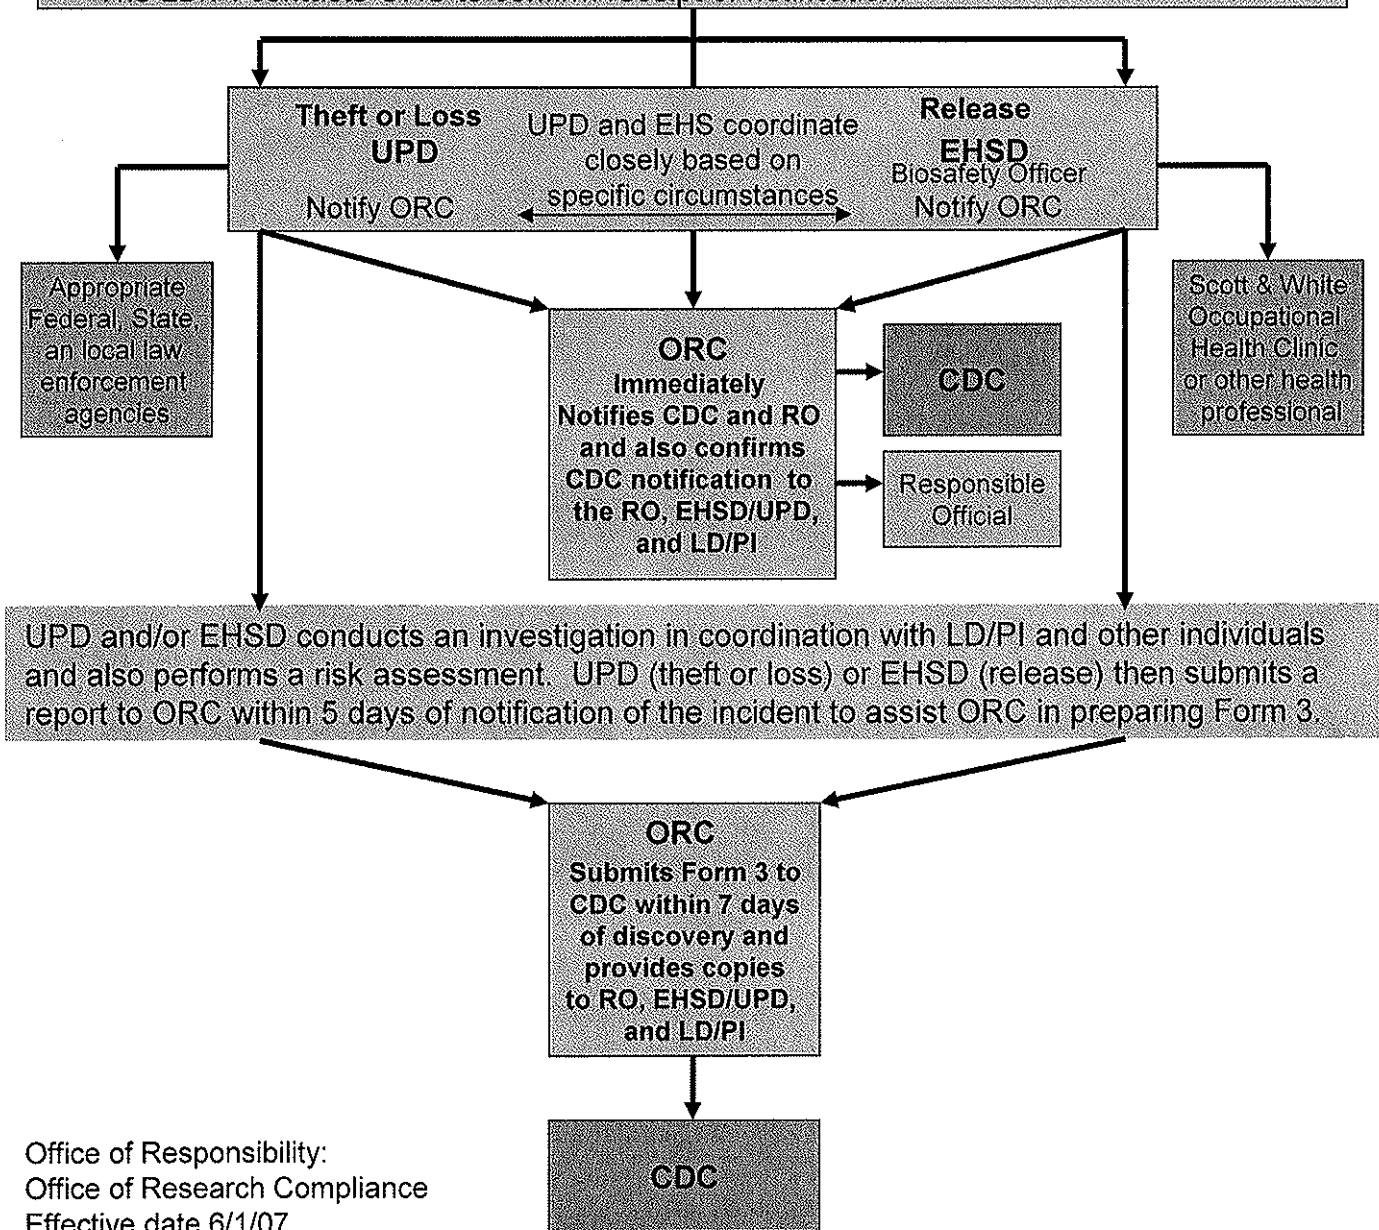 Theft or Loss
UPD
Notify ORC
UPD and EHS coordinate
closely based on
specific circumstances
Release
EHSD
Biosafety Officer
Notify ORC
Appropriate
Federal, State,
an local law
enforcement
agencies
ORC
Immediately
Notifies CDC and RO
and also confirms
CDC notification to
the RO, EHSD/UPD,
and LD/PI
CDC
Responsible
Official
Scott & White
Occupational
Health Clinic
or other health
professional
UPD and/or EHSD conducts an investigation in coordination with LD/PI and other individuals
and also performs a risk assessment. UPD (theft or loss) or EHSD (release) then submits a
report to ORC within 5 days of notification of the incident to assist ORC in preparing Form 3.
ORC
Submits Form 3 to
CDC within 7 days
of discovery and
provides copies
to RO, EHSD/UPD,
and LD/PI
CDC
Office of Responsibility:
Office of Research Compliance
Effective date 6/1/07